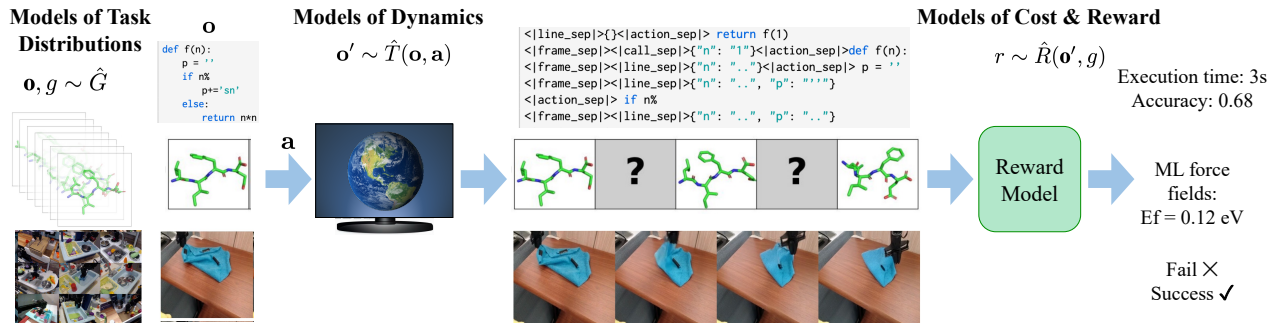 Models of Task
Distributions
o, g ∼ Ĝ
o
def f(n):
p = ''
if n%
p+='sn'
else:
return n*n
a
Models of Dynamics
o′ ∼ T̂(o, a)
<|line_sep|>{}<|action_sep|> return f(1)
<|frame_sep|><|call_sep|>{"n": "1"}<|action_sep|>def f(n):
<|frame_sep|><|line_sep|>{"n": ".."}<|action_sep|> p = ''
<|frame_sep|><|line_sep|>{"n": "..", "p": "''"}
<|action_sep|> if n%
<|frame_sep|><|line_sep|>{"n": "..", "p": ".."}
?
?
Models of Cost & Reward
r ∼ R̂(o′, g)
Reward
Model
Execution time: 3s
Accuracy: 0.68
ML force
fields:
Ef = 0.12 eV
Fail ✕
Success ✓